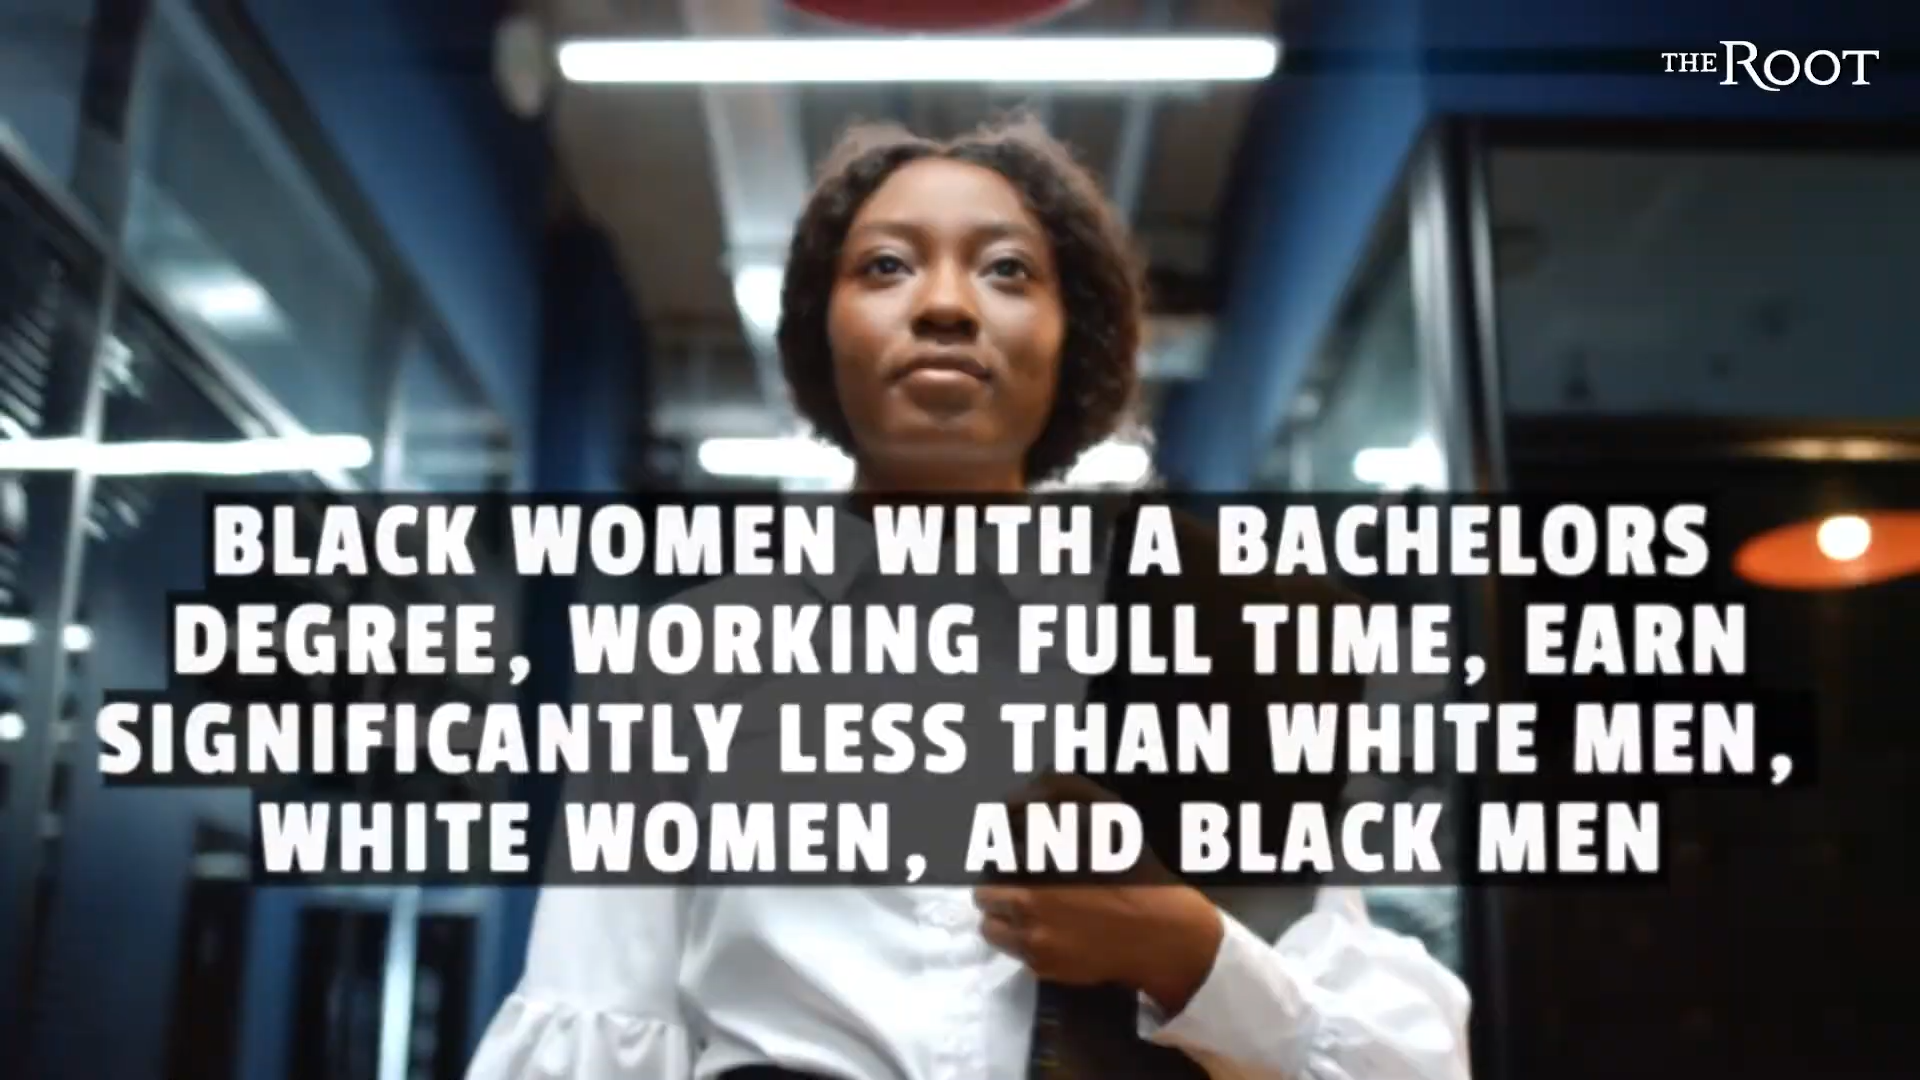 THE ROOT
BLACK WOMEN WITH A BACHELORS
DEGREE, WORKING FULL TIME, EARN
SIGNIFICANTLY LESS THAN WHITE MEN,
WHITE WOMEN, AND BLACK MEN